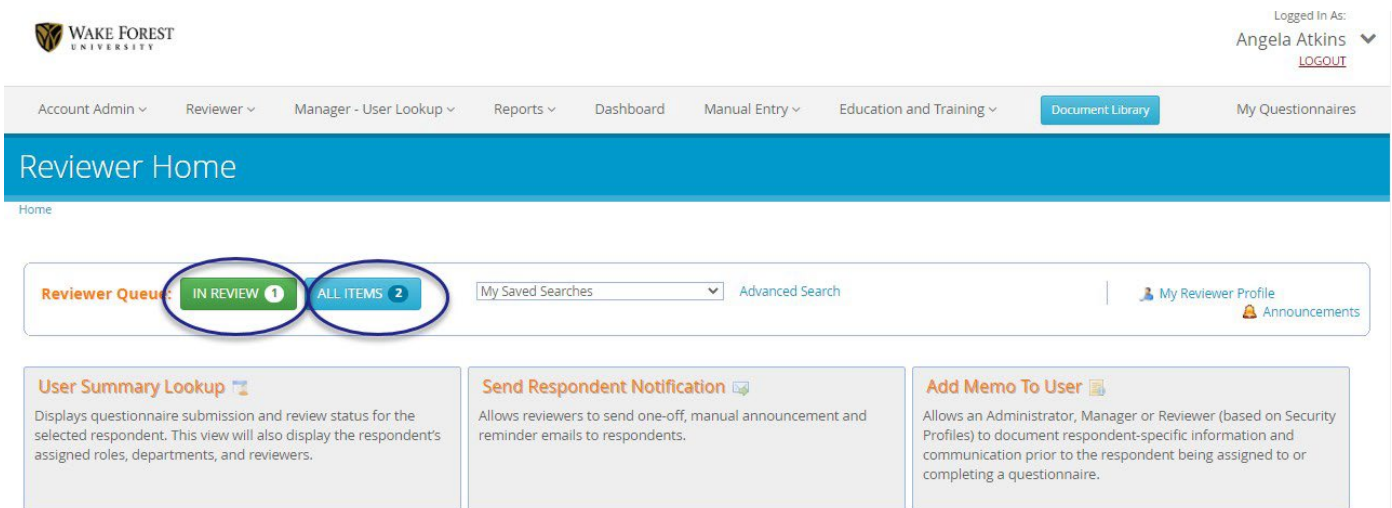 WAKE FOREST
UNIVERSITY
Logged In As:
Angela Atkins
LOGOUT
Account Admin
Reviewer
Manager - User Lookup
Reports
Dashboard
Manual Entry
Education and Training
Document Library
My Questionnaires
Reviewer Home
Home
Reviewer Queue:
IN REVIEW 1
ALL ITEMS 2
My Saved Searches
Advanced Search
My Reviewer Profile
Announcements
User Summary Lookup
Displays questionnaire submission and review status for the
selected respondent. This view will also display the respondent's
assigned roles, departments, and reviewers.
Send Respondent Notification
Allows reviewers to send one-off, manual announcement and
reminder emails to respondents.
Add Memo To User
Allows an Administrator, Manager or Reviewer (based on Security
Profiles) to document respondent-specific information and
communication prior to the respondent being assigned to or
completing a questionnaire.